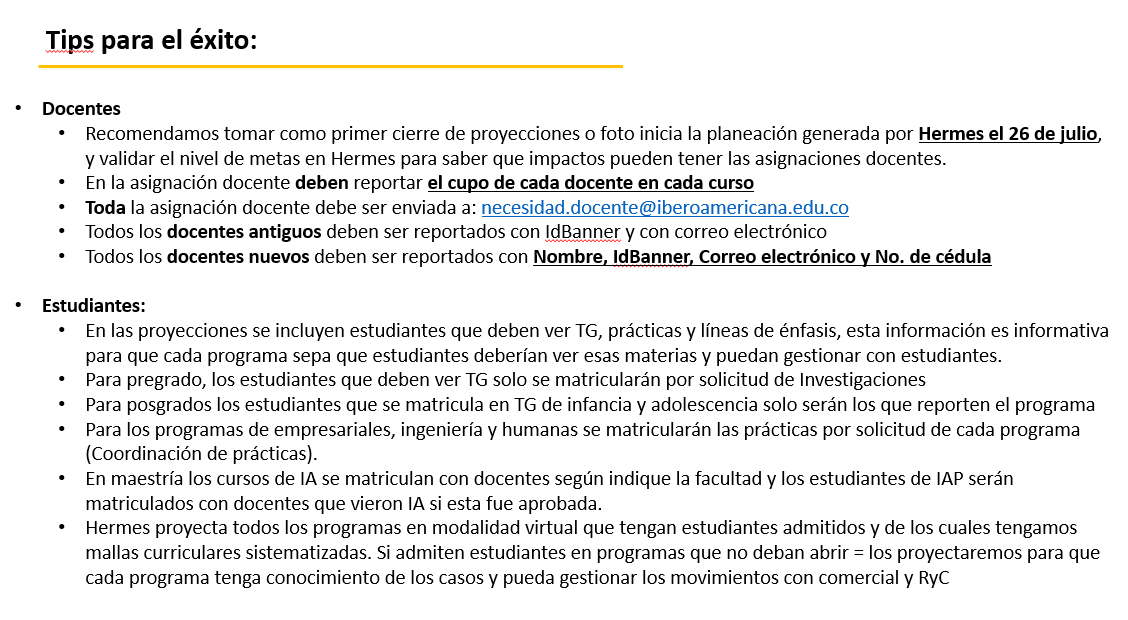 Tips para el éxito:
• Docentes
• Recomendamos tomar como primer cierre de proyecciones o foto inicia la planeación generada por Hermes el 26 de julio,
y validar el nivel de metas en Hermes para saber que impactos pueden tener las asignaciones docentes.
• En la asignación docente deben reportar el cupo de cada docente en cada curso
• Toda la asignación docente debe ser enviada a: necesidad.docente@iberoamericana.edu.co
• Todos los docentes antiguos deben ser reportados con IdBanner y con correo electrónico
• Todos los docentes nuevos deben ser reportados con Nombre, IdBanner, Correo electrónico y No. de cédula
• Estudiantes:
• En las proyecciones se incluyen estudiantes que deben ver TG, prácticas y líneas de énfasis, esta información es informativa
para que cada programa sepa que estudiantes deberían ver esas materias y puedan gestionar con estudiantes.
• Para pregrado, los estudiantes que deben ver TG solo se matricularán por solicitud de Investigaciones
• Para posgrados los estudiantes que se matricula en TG de infancia y adolescencia solo serán los que reporten el programa
• Para los programas de empresariales, ingeniería y humanas se matricularán las prácticas por solicitud de cada programa
(Coordinación de prácticas).
• En maestría los cursos de IA se matriculan con docentes según indique la facultad y los estudiantes de IAP serán
matriculados con docentes que vieron IA si esta fue aprobada.
• Hermes proyecta todos los programas en modalidad virtual que tengan estudiantes admitidos y de los cuales tengamos
mallas curriculares sistematizadas. Si admiten estudiantes en programas que no deban abrir = los proyectaremos para que
cada programa tenga conocimiento de los casos y pueda gestionar los movimientos con comercial y RyC